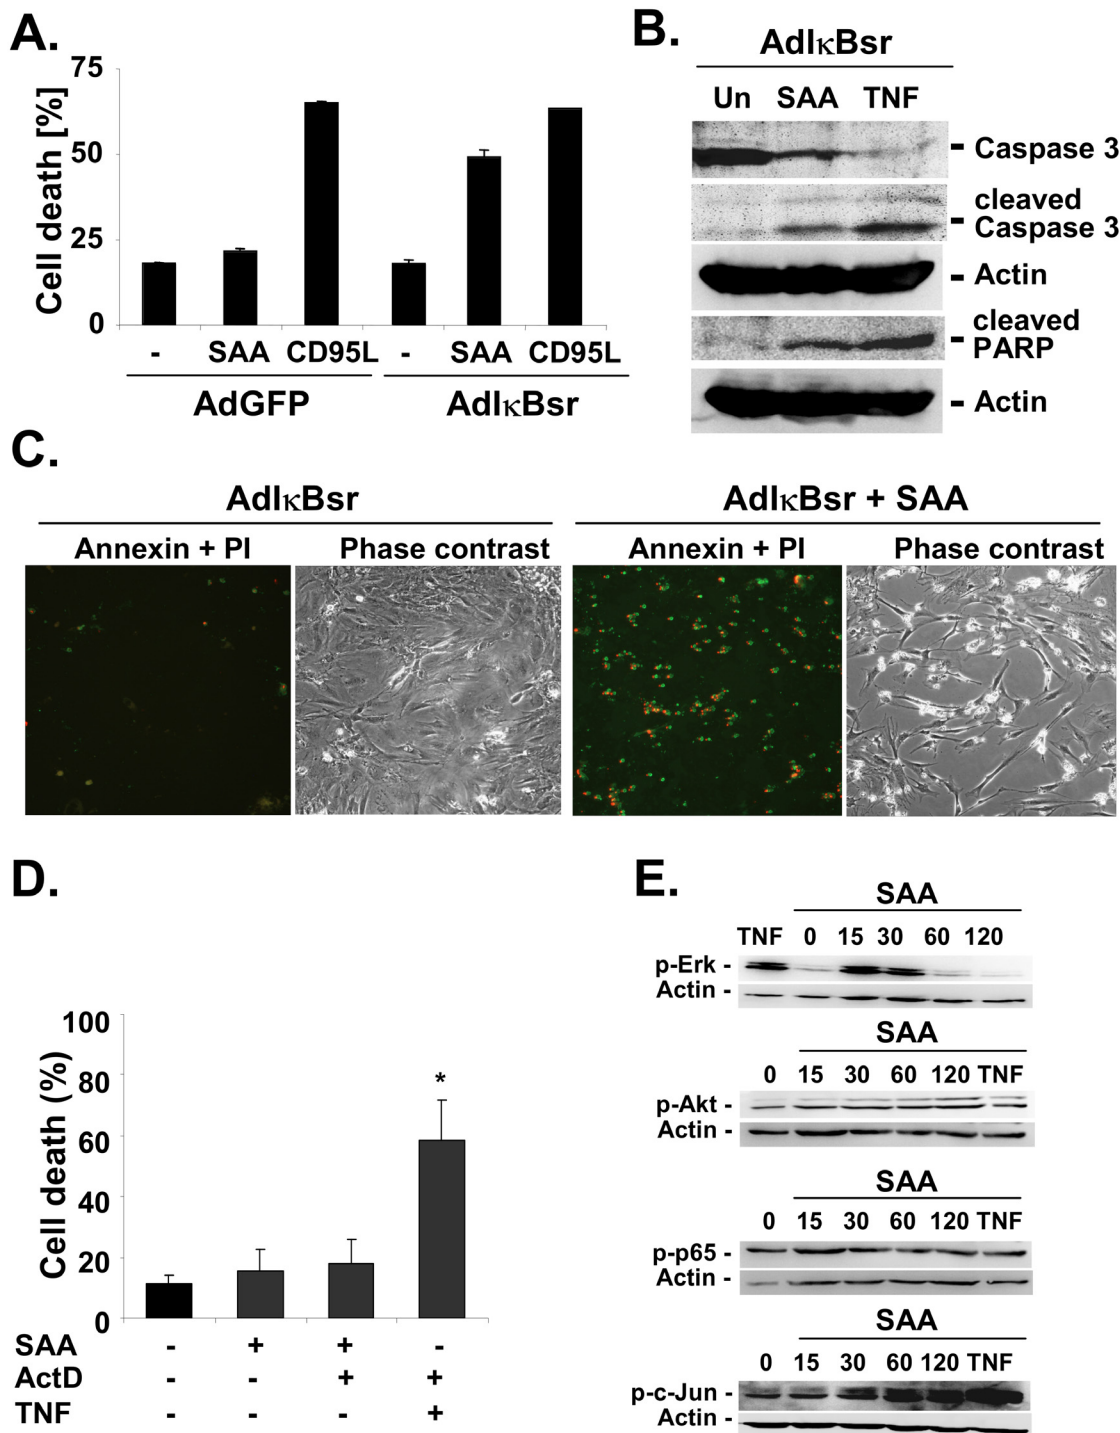 A.
75
50
25
0
Cell death [%]
- SAA CD95L - SAA CD95L
AdGFP AdIκBsr
B.
AdIκBsr
Un SAA TNF
Caspase 3
cleaved
Caspase 3
Actin
cleaved
PARP
Actin
C.
AdIκBsr AdIκBsr + SAA
Annexin + PI Phase contrast Annexin + PI Phase contrast
D.
100
80
60
40
20
0
Cell death (%)
*
SAA - + + -
ActD - - + +
TNF - - - +
E.
SAA
TNF 0 15 30 60 120
p-Erk -
Actin -
SAA
0 15 30 60 120 TNF
p-Akt -
Actin -
SAA
0 15 30 60 120 TNF
p-p65 -
Actin -
SAA
0 15 30 60 120 TNF
p-c-Jun -
Actin -